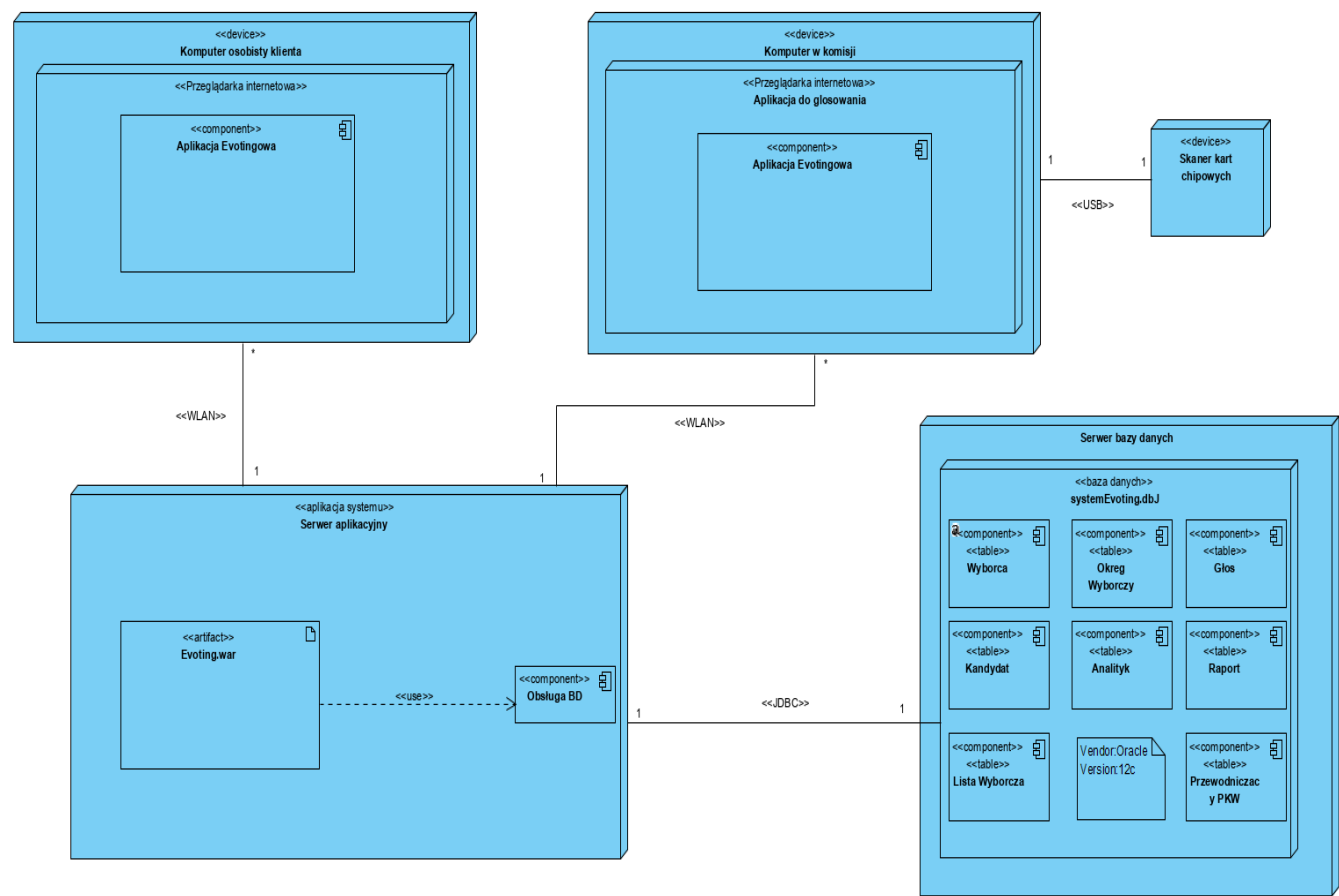 <<device>>
Komputer osobisty klienta
<<Przeglądarka internetowa>>
<<component>>
Aplikacja Evotingowa
<<device>>
Komputer w komisji
<<Przeglądarka internetowa>>
Aplikacja do glosowania
<<component>>
Aplikacja Evotingowa
1
1
<<USB>>
<<device>>
Skaner kart
chipowych
*
<<WLAN>>
1
*
<<WLAN>>
1
<<aplikacja systemu>>
Serwer aplikacyjny
<<artifact>>
Evoting.war
<<use>>
<<component>>
Obsługa BD
1
<<JDBC>>
1
Serwer bazy danych
<<baza danych>>
systemEvoting.dbJ
<<component>>
<<table>>
Wyborca
<<component>>
<<table>>
Okreg
Wyborczy
<<component>>
<<table>>
Głos
<<component>>
<<table>>
Kandydat
<<component>>
<<table>>
Analityk
<<component>>
<<table>>
Raport
<<component>>
<<table>>
Lista Wyborcza
Vendor:Oracle
Version:12c
<<component>>
<<table>>
Przewodniczac
y PKW